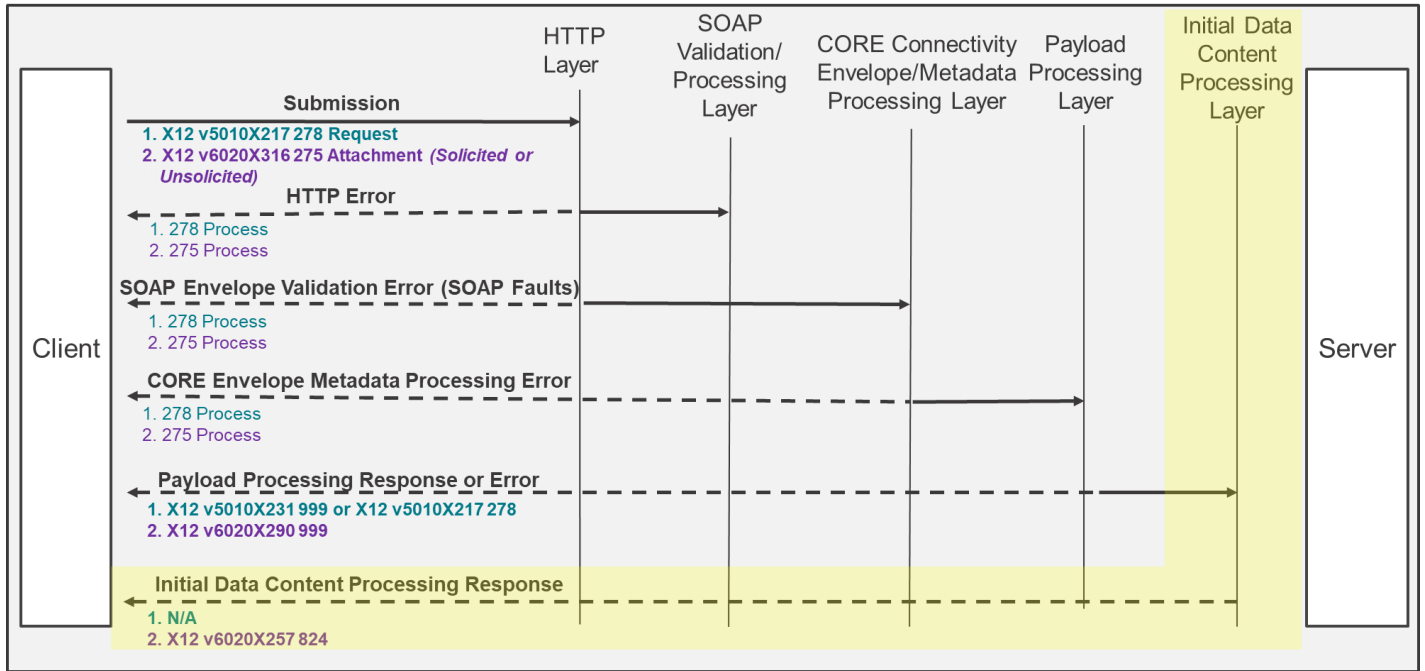 HTTP
Layer
SOAP
Validation/
Processing
Layer
CORE Connectivity
Envelope/Metadata
Processing Layer
Payload
Processing
Layer
Initial Data
Content
Processing
Layer
Client
Server
Submission
1. X12 v5010X217 278 Request
2. X12 v6020X316 275 Attachment (Solicited or
Unsolicited)
HTTP Error
1. 278 Process
2. 275 Process
SOAP Envelope Validation Error (SOAP Faults)
1. 278 Process
2. 275 Process
CORE Envelope Metadata Processing Error
1. 278 Process
2. 275 Process
Payload Processing Response or Error
1. X12 v5010X231 999 or X12 v5010X217 278
2. X12 v6020X290 999
Initial Data Content Processing Response
1. N/A
2. X12 v6020X257 824